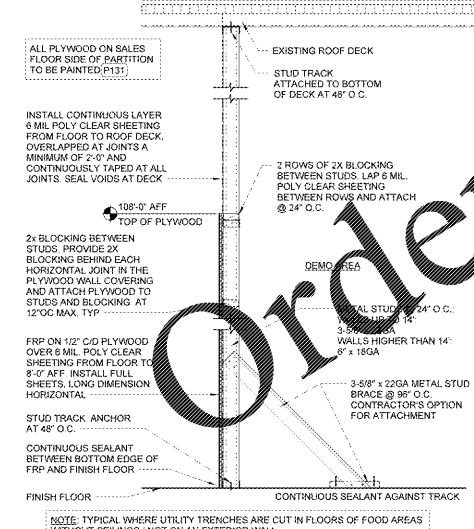 ALL PLYWOOD ON SALES
FLOOR SIDE OF PARTITION
TO BE PAINTED P131
EXISTING ROOF DECK
STUD TRACK
ATTACHED TO BOTTOM
OF DECK AT 48" O.C.
INSTALL CONTINUOUS LAYER
6 MIL POLY CLEAR SHEETING
FROM FLOOR TO ROOF DECK,
OVERLAPPED AT JOINTS A
MINIMUM OF 2'-0" AND
CONTINUOUSLY TAPED AT ALL
JOINTS. SEAL VOIDS AT DECK
2 ROWS OF 2X BLOCKING
BETWEEN STUDS. LAP 6 MIL.
POLY CLEAR SHEETING
BETWEEN ROWS AND ATTACH
@ 24" O.C.
108'-0" AFF
TOP OF PLYWOOD
2x BLOCKING BETWEEN
STUDS. PROVIDE 2X
BLOCKING BEHIND EACH
HORIZONTAL JOINT IN THE
PLYWOOD WALL COVERING
AND ATTACH PLYWOOD TO
STUDS AND BLOCKING AT
12"OC MAX, TYP
DEMO AREA
METAL STUDS @ 24" O.C.:
UP TO 14':
WALLS HIGHER THAN 14':
6" x 18GA
FRP ON 1/2" C/D PLYWOOD
OVER 6 MIL. POLY CLEAR
SHEETING FROM FLOOR TO
8'-0" AFF. INSTALL FULL
SHEETS, LONG DIMENSION
HORIZONTAL
3-5/8" x 22GA METAL STUD
BRACE @ 96" O.C.
CONTRACTOR'S OPTION
FOR ATTACHMENT
STUD TRACK, ANCHOR
AT 48" O.C.
CONTINUOUS SEALANT
BETWEEN BOTTOM EDGE OF
FRP AND FINISH FLOOR
FINISH FLOOR
CONTINUOUS SEALANT AGAINST TRACK
NOTE: TYPICAL WHERE UTILITY TRENCHES ARE CUT IN FLOORS OF FOOD AREAS
Orde